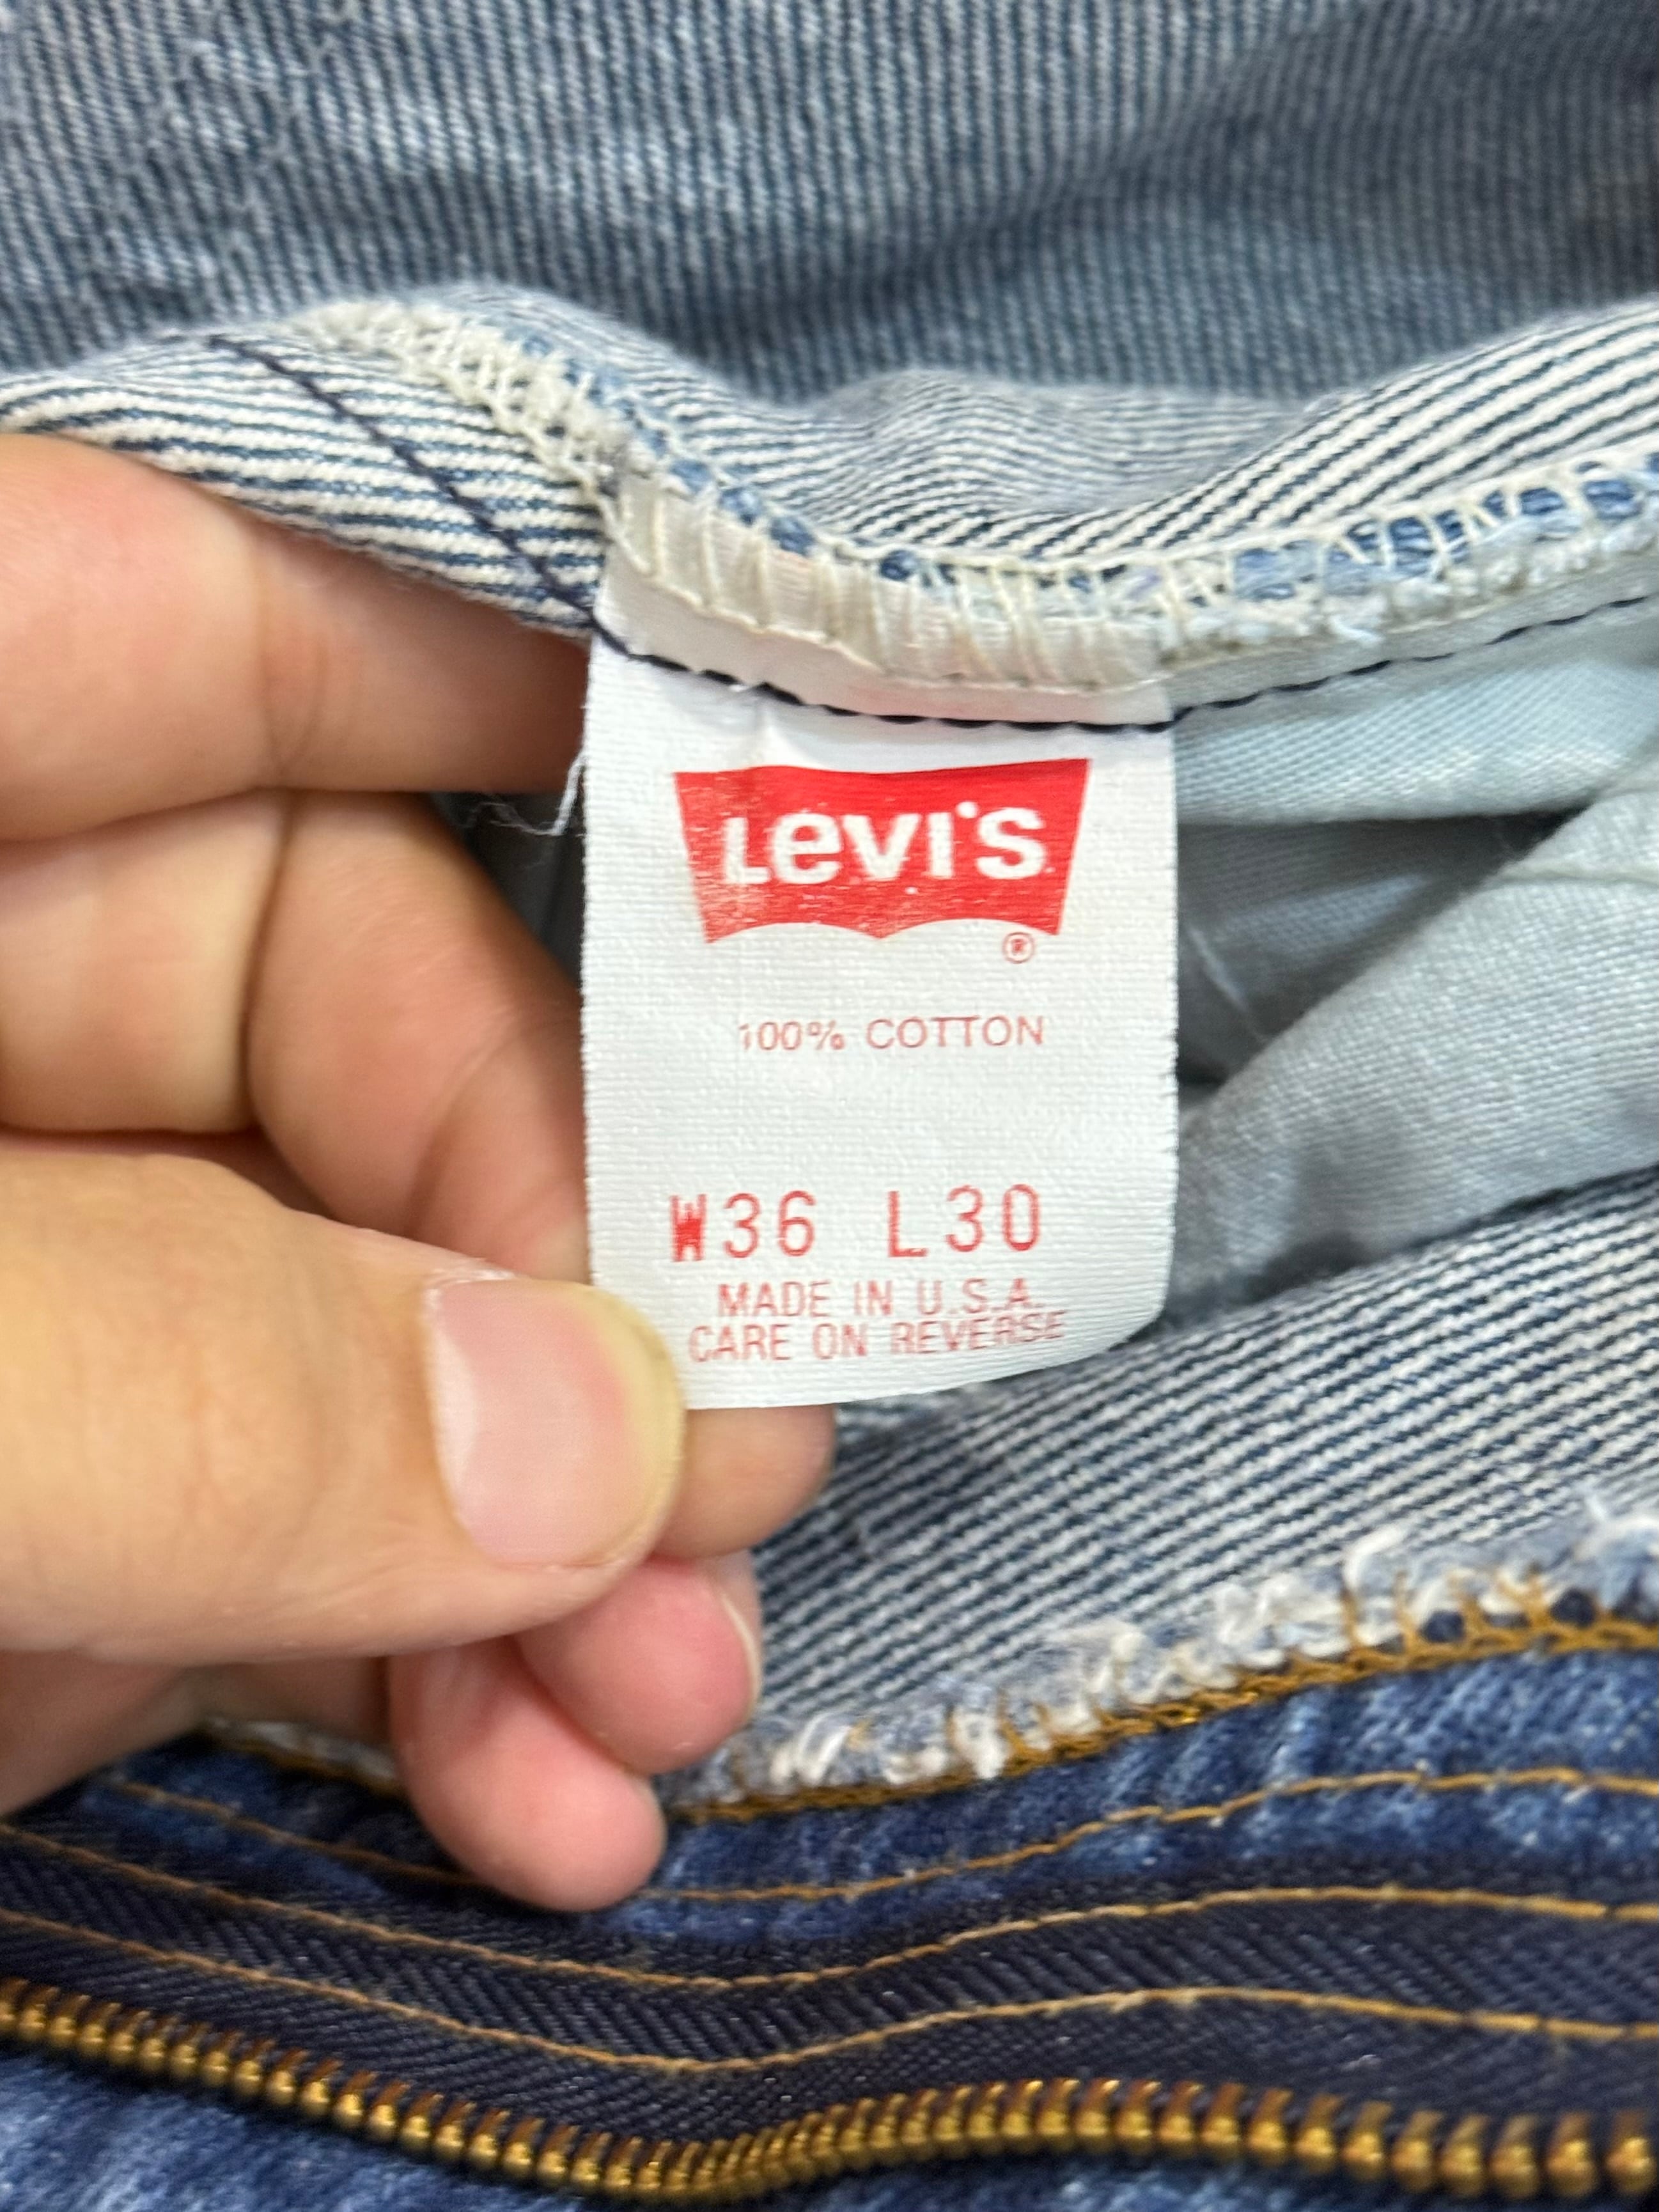 Levi's
®
100% COTTON
W36 L30
MADE IN U.S.A.
CARE ON REVERSE